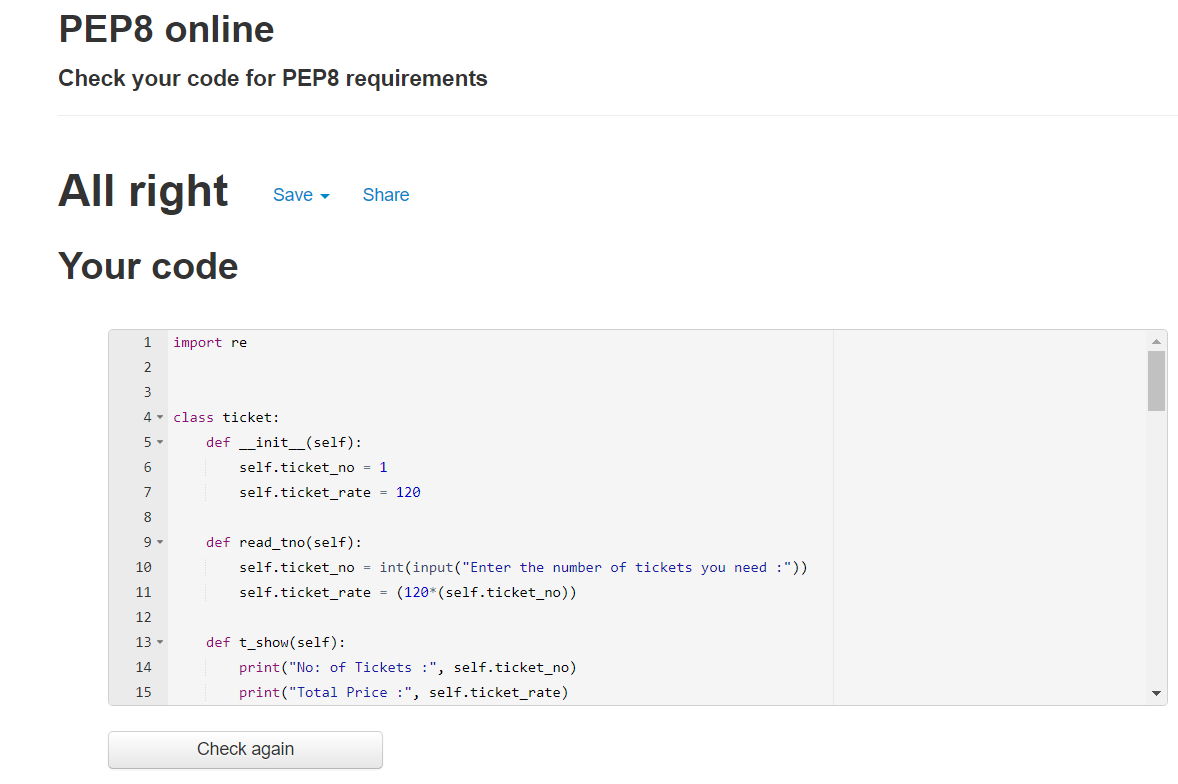 PEP8 online
Check your code for PEP8 requirements
All right Save Share
Your code
1 import re
2
3
4 class ticket:
5     def __init__(self):
6         self.ticket_no = 1
7         self.ticket_rate = 120
8
9     def read_tno(self):
10         self.ticket_no = int(input("Enter the number of tickets you need :"))
11         self.ticket_rate = (120*(self.ticket_no))
12
13     def t_show(self):
14         print("No: of Tickets :", self.ticket_no)
15         print("Total Price :", self.ticket_rate)
Check again